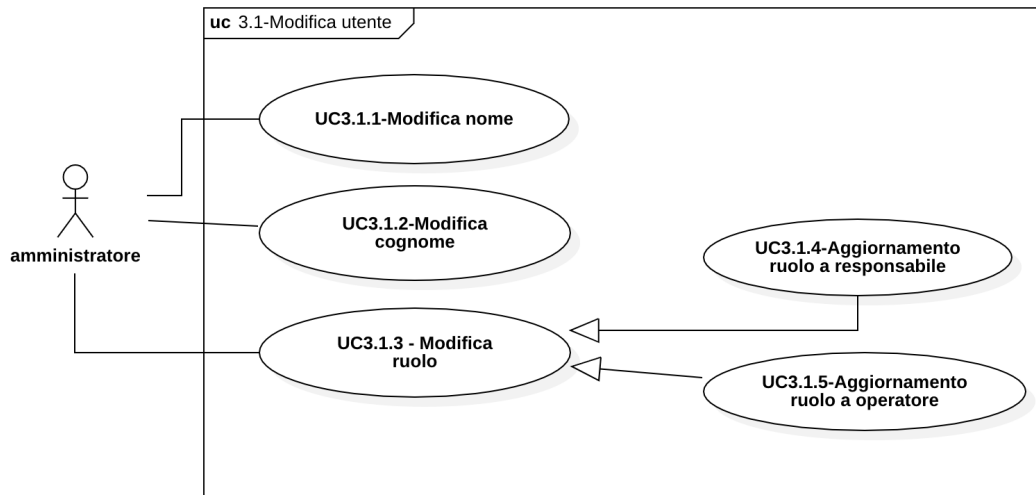 uc 3.1-Modifica utente
UC3.1.1-Modifica nome
UC3.1.2-Modifica
cognome
amministratore
UC3.1.4-Aggiornamento
ruolo a responsabile
UC3.1.3 - Modifica
ruolo
UC3.1.5-Aggiornamento
ruolo a operatore